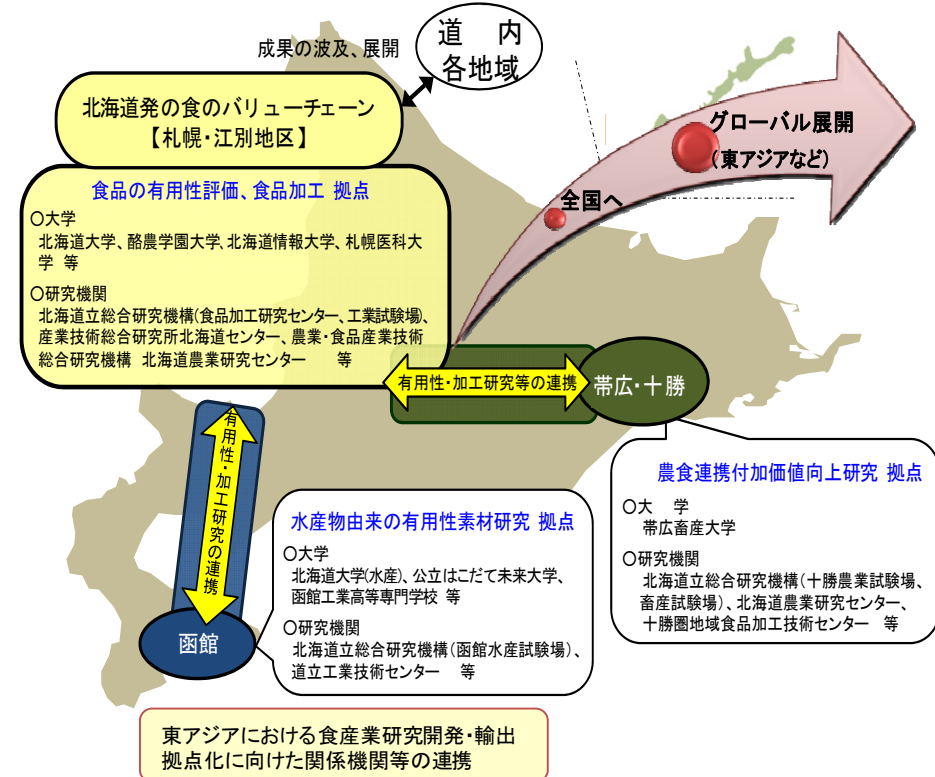 成果の波及、展開
道 内
各地域
北海道発の食のバリューチェーン
【札幌・江別地区】
食品の有用性評価、食品加工 拠点
○大学
北海道大学、酪農学園大学、北海道情報大学、札幌医科大
学 等
○研究機関
北海道立総合研究機構(食品加工研究センター、工業試験場)、
産業技術総合研究所北海道センター、農業・食品産業技術
総合研究機構 北海道農業研究センター 等
グローバル展開
(東アジアなど)
全国へ
有用性・加工研究等の連携
帯広・十勝
農食連携付加価値向上研究 拠点
○大 学
帯広畜産大学
○研究機関
北海道立総合研究機構(十勝農業試験場、
畜産試験場)、北海道農業研究センター、
十勝圏地域食品加工技術センター 等
有用性・加工研究の連携
函館
水産物由来の有用性素材研究 拠点
○大学
北海道大学(水産)、公立はこだて未来大学、
函館工業高等専門学校 等
○研究機関
北海道立総合研究機構(函館水産試験場)、
道立工業技術センター 等
東アジアにおける食産業研究開発・輸出
拠点化に向けた関係機関等の連携